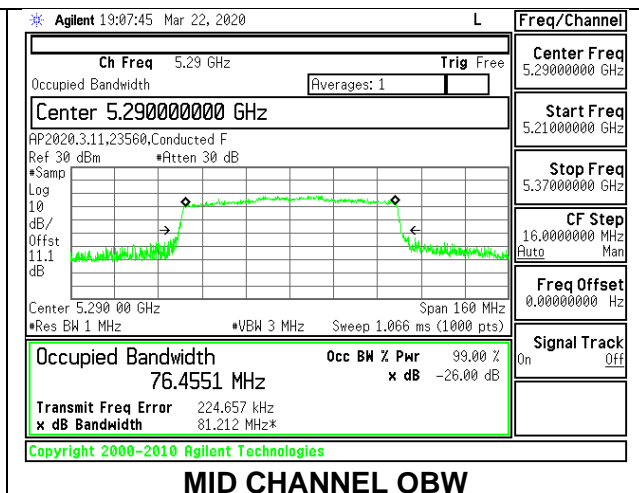 Agilent 19:07:45 Mar 22, 2020 L
Freq/Channel
Ch Freq 5.29 GHz Trig Free
Occupied Bandwidth Averages: 1
Center 5.290000000 GHz
AP2020.3.11,23560,Conducted F
Ref 30 dBm #Atten 30 dB
#Samp
Log
10
dB/
Offst
11.1
dB
Center 5.290 00 GHz Span 160 MHz
#Res BW 1 MHz #VBW 3 MHz Sweep 1.066 ms (1000 pts)
Occupied Bandwidth Occ BW % Pwr 99.00 %
76.4551 MHz x dB -26.00 dB
Transmit Freq Error 224.657 kHz
x dB Bandwidth 81.212 MHz*
Copyright 2000-2010 Agilent Technologies
Center Freq
5.29000000 GHz
Start Freq
5.21000000 GHz
Stop Freq
5.37000000 GHz
CF Step
16.0000000 MHz
Auto Man
Freq Offset
0.00000000 Hz
Signal Track
On Off
MID CHANNEL OBW